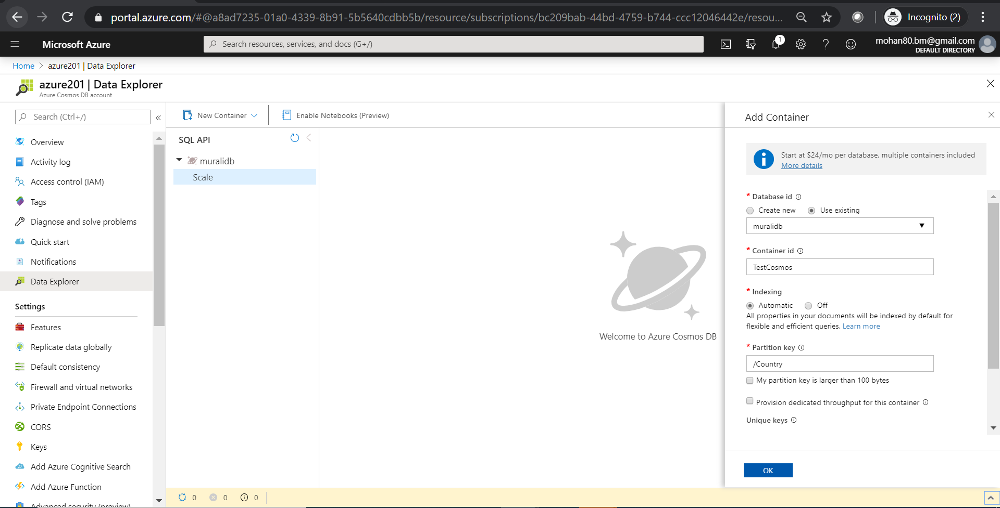 portal.azure.com/#@a8ad7235-01a0-4339-8b91-5b5640cdbb5b/resource/subscriptions/bc209bab-44bd-4759-b744-ccc12046442e/resou...
Incognito (2)
Microsoft Azure
Search resources, services, and docs (G+/)
1
mohan80.bm@gmail.com
DEFAULT DIRECTORY
Home > azure201 | Data Explorer
azure201 | Data Explorer
Azure Cosmos DB account
Search (Ctrl+/)
Overview
Activity log
Access control (IAM)
Tags
Diagnose and solve problems
Quick start
Notifications
Data Explorer
Settings
Features
Replicate data globally
Default consistency
Firewall and virtual networks
Private Endpoint Connections
CORS
Keys
Add Azure Cognitive Search
Add Azure Function
Advanced security (preview)
New Container
Enable Notebooks (Preview)
SQL API
muralidb
Scale
Welcome to Azure Cosmos DB
0 0 0
Add Container
Start at $24/mo per database, multiple containers included
More details
* Database id
Create new Use existing
muralidb
* Container id
TestCosmos
* Indexing
Automatic Off
All properties in your documents will be indexed by default for
flexible and efficient queries. Learn more
* Partition key
/Country
My partition key is larger than 100 bytes
Provision dedicated throughput for this container
Unique keys
OK